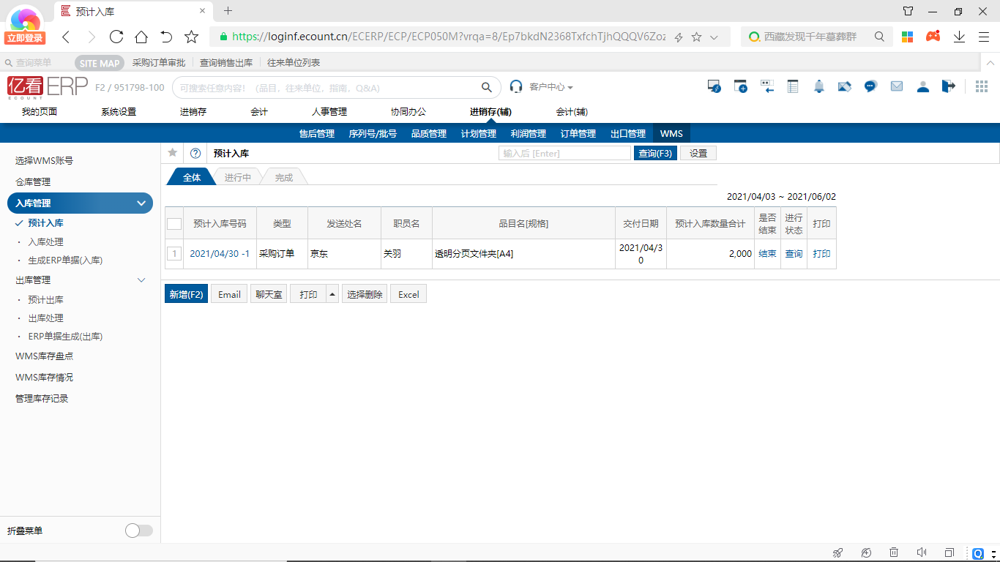 预计入库
立即登录
https://loginf.ecount.cn/ECERP/ECP/ECP050M?vrqa=8/Ep7bkdN2368TxfchTjhQQQV6Zoz
西藏发现千年墓葬群
查询菜单
SITE MAP
采购订单审批
查询销售出库
往来单位列表
亿看 ERP
ECOUNT
F2 / 951798-100
可搜索任意内容! (品目, 往来单位, 指南, Q&A)
客户中心
我的页面
系统设置
进销存
会计
人事管理
协同办公
进销存(辅)
会计(辅)
售后管理
序列号/批号
品质管理
计划管理
利润管理
订单管理
出口管理
WMS
选择WMS账号
仓库管理
入库管理
预计入库
· 入库处理
· 生成ERP单据(入库)
出库管理
· 预计出库
· 出库处理
· ERP单据生成(出库)
WMS库存盘点
WMS库存情况
管理库存记录
折叠菜单
预计入库
输入后 [Enter]
查询(F3)
设置
全体
进行中
完成
2021/04/03 ~ 2021/06/02
预计入库号码
类型
发送处名
职员名
品目名[规格]
交付日期
预计入库数量合计
是否
结束
进行
状态
打印
1
2021/04/30 -1
采购订单
京东
关羽
透明分页文件夹[A4]
2021/04/3
0
2,000
结束
查询
打印
新增(F2)
Email
聊天室
打印
选择删除
Excel